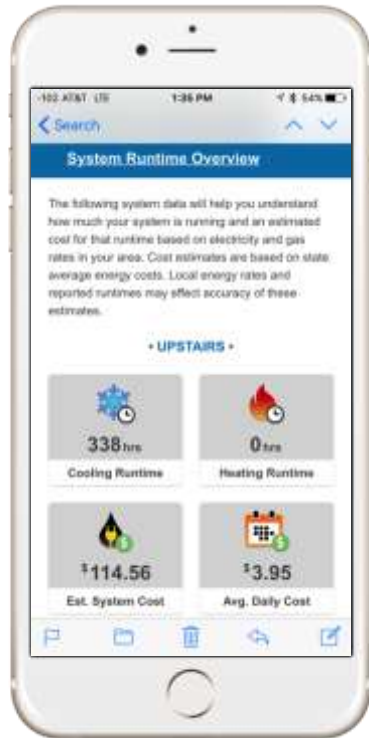 -102 AT&T LTE 1:35 PM 54%
Search
System Runtime Overview
The following system data will help you understand
how much your system is running and an estimated
cost for that runtime based on electricity and gas
rates in your area. Cost estimates are based on state
average energy costs. Local energy rates and
reported runtimes may effect accuracy of these
estimates.
• UPSTAIRS •
338 hrs 0 hrs
Cooling Runtime Heating Runtime
$114.56 $3.95
Est. System Cost Avg. Daily Cost